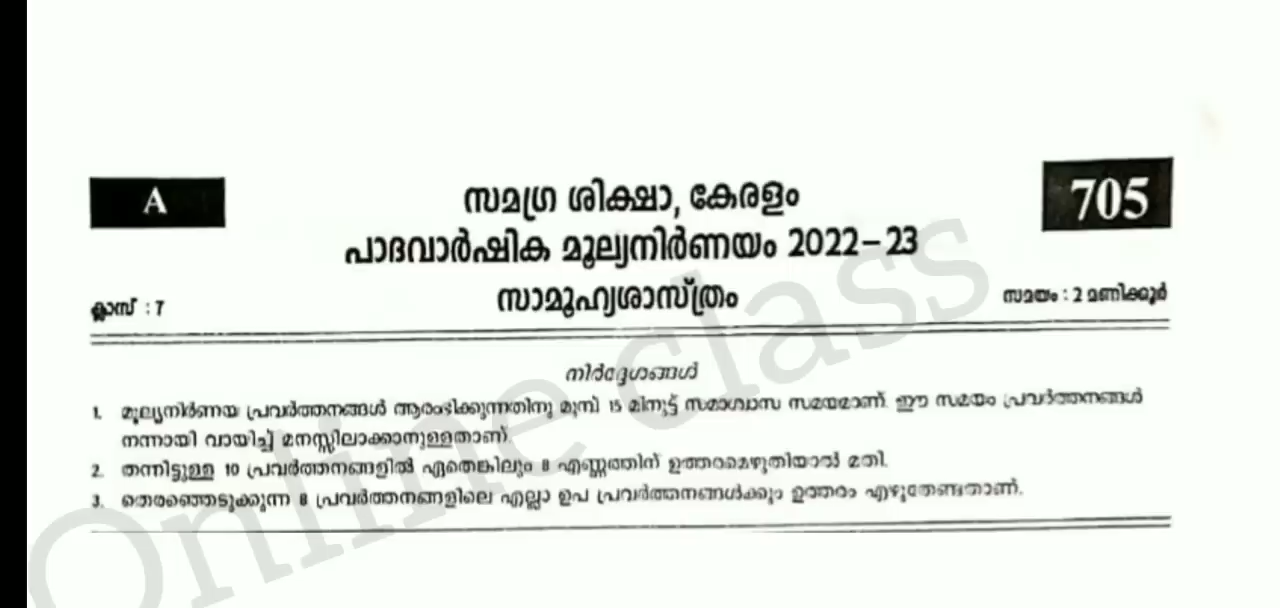 A
705
സമഗ്ര ശിക്ഷാ, കേരളം
പാദവാർഷിക മൂല്യനിർണയം 2022-23
ക്ലാസ് : 7
സാമൂഹ്യശാസ്ത്രം
സമയം : 2 മണിക്കൂർ
നിർദ്ദേശങ്ങൾ
1. മൂല്യനിർണയ പ്രവർത്തനങ്ങൾ ആരംഭിക്കുന്നതിനു മുമ്പ് 15 മിനുട്ട് സമാശ്വാസ സമയമാണ്. ഈ സമയം പ്രവർത്തനങ്ങൾ
നന്നായി വായിച്ച് മനസ്സിലാക്കാനുള്ളതാണ്.
2. തന്നിട്ടുള്ള 10 പ്രവർത്തനങ്ങളിൽ ഏതെങ്കിലും 8 എണ്ണത്തിന് ഉത്തരമെഴുതിയാൽ മതി.
3. തെരഞ്ഞെടുക്കുന്ന 8 പ്രവർത്തനങ്ങളിലെ എല്ലാ ഉപ പ്രവർത്തനങ്ങൾക്കും ഉത്തരം എഴുതേണ്ടതാണ്.
Online class